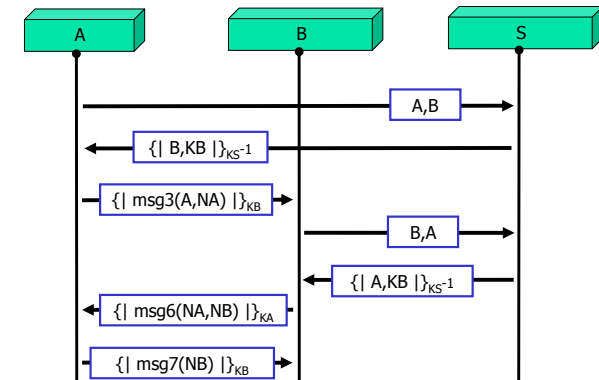 A
B
S
A,B
{| B,KB |}KS-1
{| msg3(A,NA) |}KB
B,A
{| A,KB |}KS-1
{| msg6(NA,NB) |}KA
{| msg7(NB) |}KB